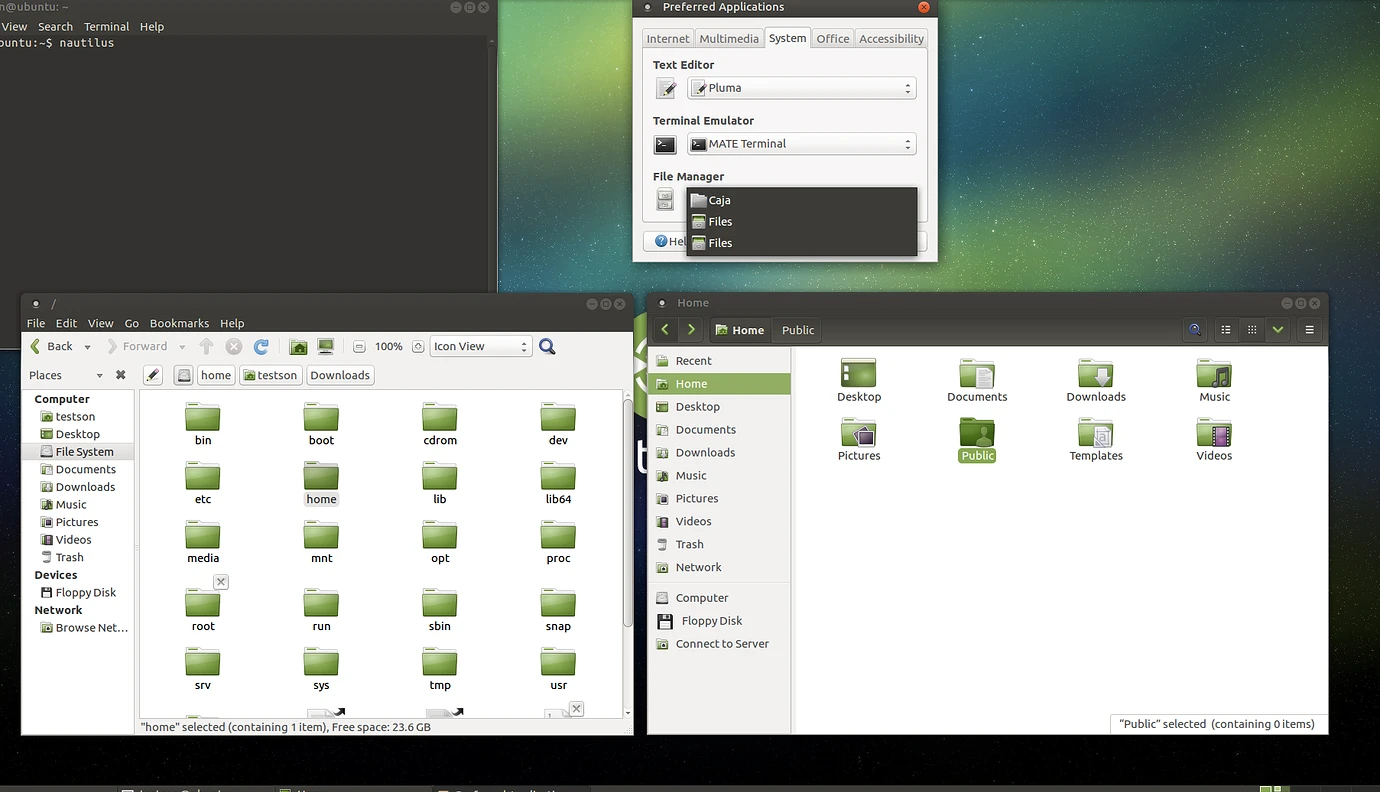 n@ubuntu: ~
View Search Terminal Help
buntu:~$ nautilus
Preferred Applications
Internet Multimedia System Office Accessibility
Text Editor
Pluma
Terminal Emulator
MATE Terminal
File Manager
Caja
Files
Files
Hel
/
File Edit View Go Bookmarks Help
Back Forward 100% Icon View
Places home testson Downloads
Computer
testson
Desktop
File System
Documents
Downloads
Music
Pictures
Videos
Trash
Devices
Floppy Disk
Network
Browse Net...
bin boot cdrom dev
etc home lib lib64
media mnt opt proc
root run sbin snap
srv sys tmp usr
"home" selected (containing 1 item), Free space: 23.6 GB
Home
Home Public
Recent
Home
Desktop
Documents
Downloads
Music
Pictures
Videos
Trash
Network
Computer
Floppy Disk
Connect to Server
Desktop Documents Downloads Music
Pictures Public Templates Videos
"Public" selected (containing 0 items)